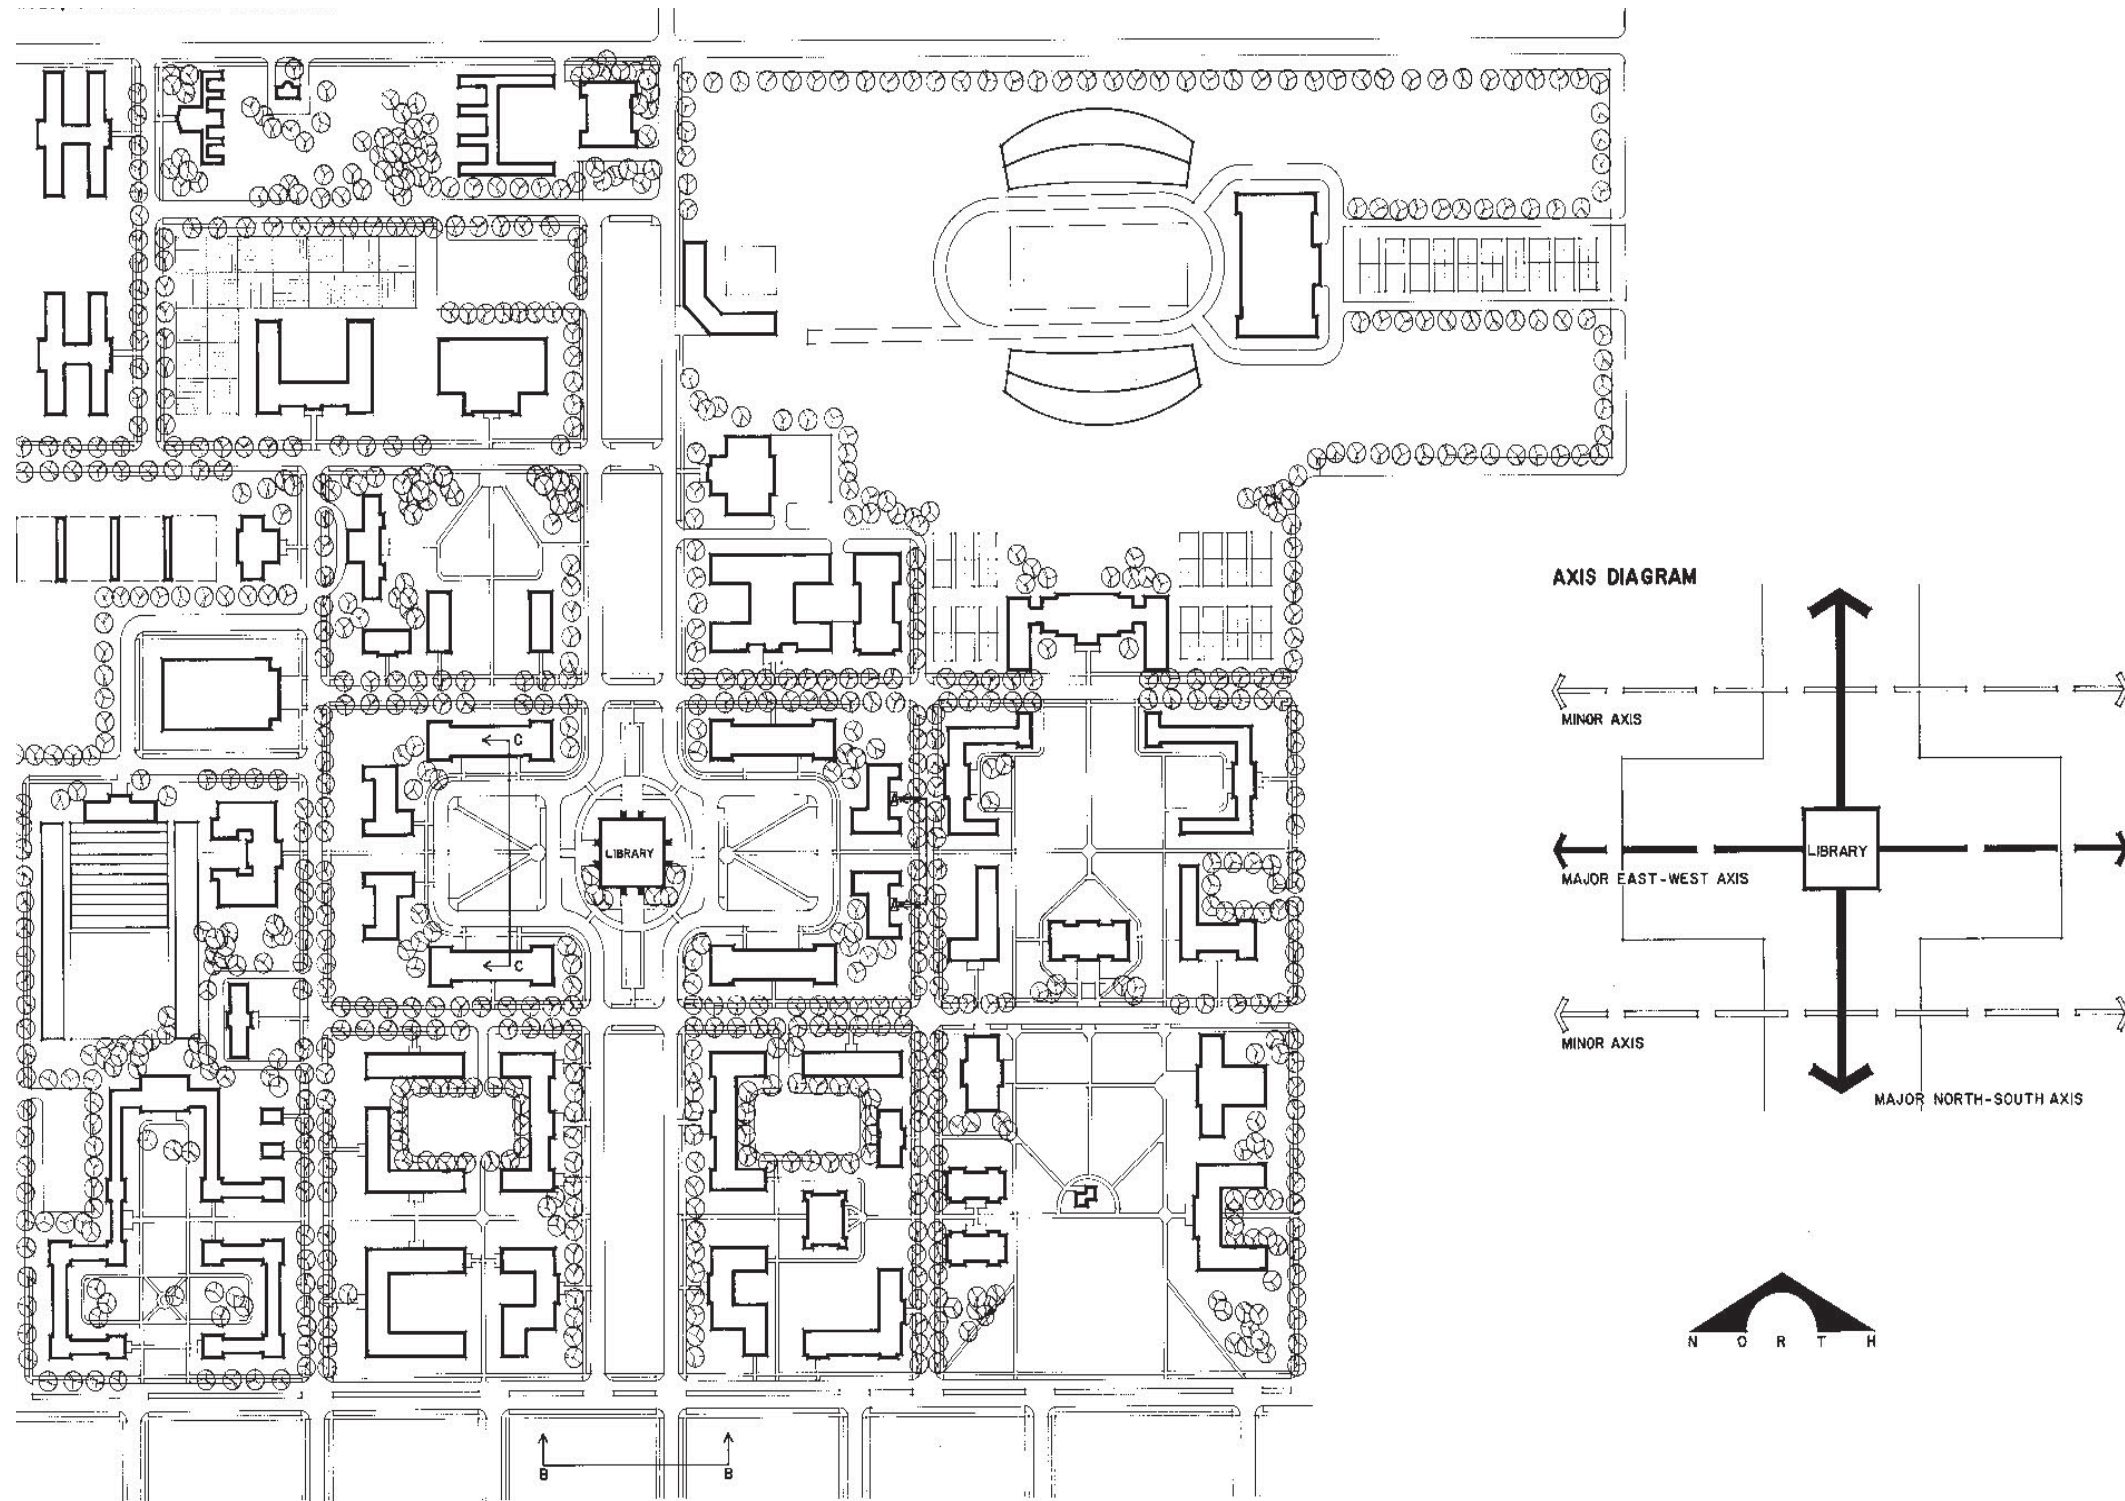 AXIS DIAGRAM
MINOR AXIS
C
LIBRARY
LIBRARY
MAJOR EAST-WEST AXIS
A
A
C
MINOR AXIS
MAJOR NORTH-SOUTH AXIS
N O R T H
B B